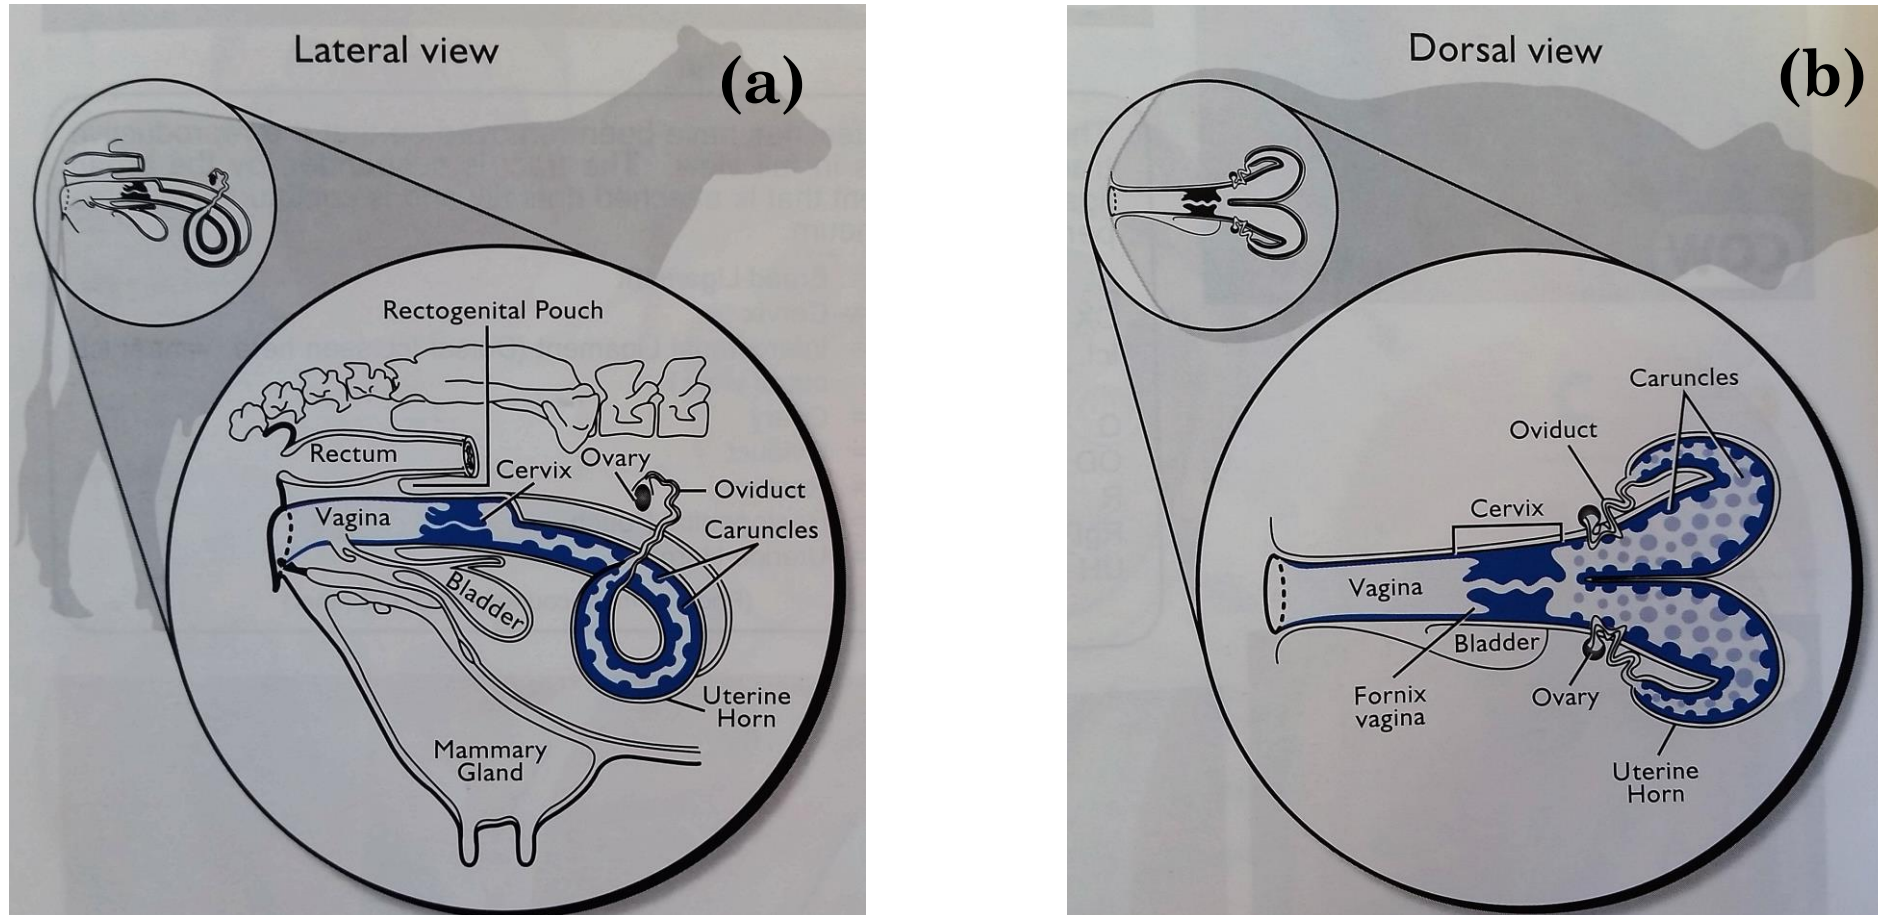 Lateral view
(a)
Rectogenital Pouch
Rectum
Cervix
Ovary
Oviduct
Vagina
Caruncles
Bladder
Uterine
Horn
Mammary
Gland
Dorsal view
(b)
cow
Caruncles
Oviduct
Cervix
Vagina
Bladder
Fornix
vagina
Ovary
Uterine
Horn